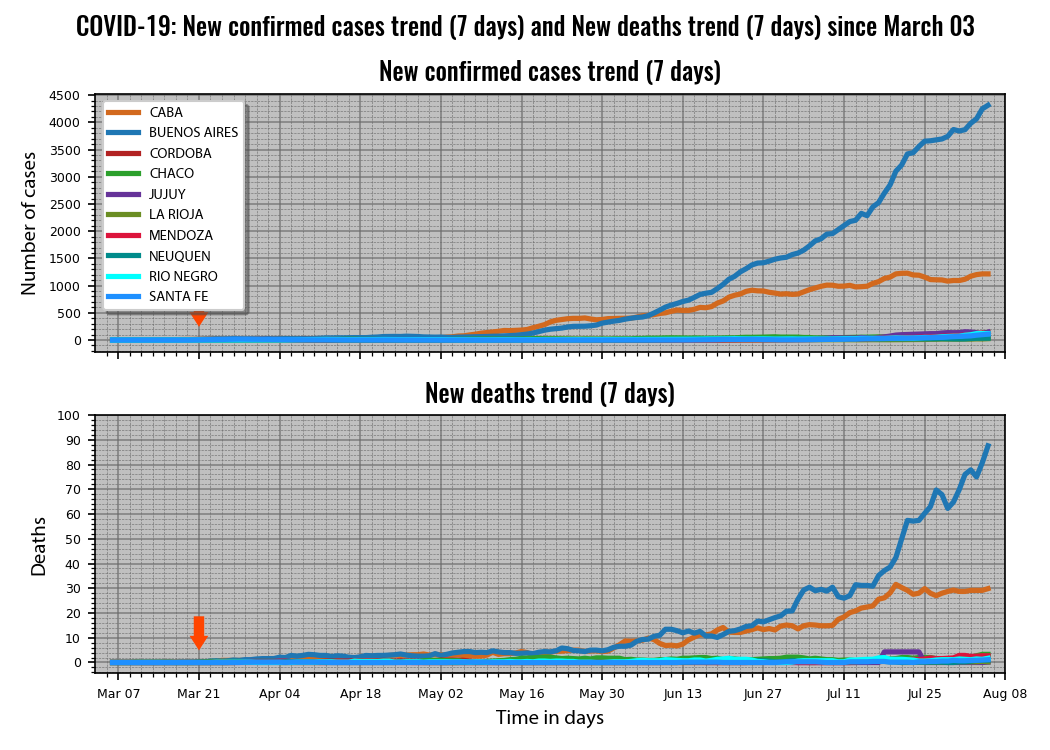 COVID-19: New confirmed cases trend (7 days) and New deaths trend (7 days) since March 03
New confirmed cases trend (7 days)
Number of cases
4500
4000
3500
3000
2500
2000
1500
1000
500
0
CABA
BUENOS AIRES
CORDOBA
CHACO
JUJUY
LA RIOJA
MENDOZA
NEUQUEN
RIO NEGRO
SANTA FE
New deaths trend (7 days)
Deaths
100
90
80
70
60
50
40
30
20
10
0
Mar 07 Mar 21 Apr 04 Apr 18 May 02 May 16 May 30 Jun 13 Jun 27 Jul 11 Jul 25 Aug 08
Time in days